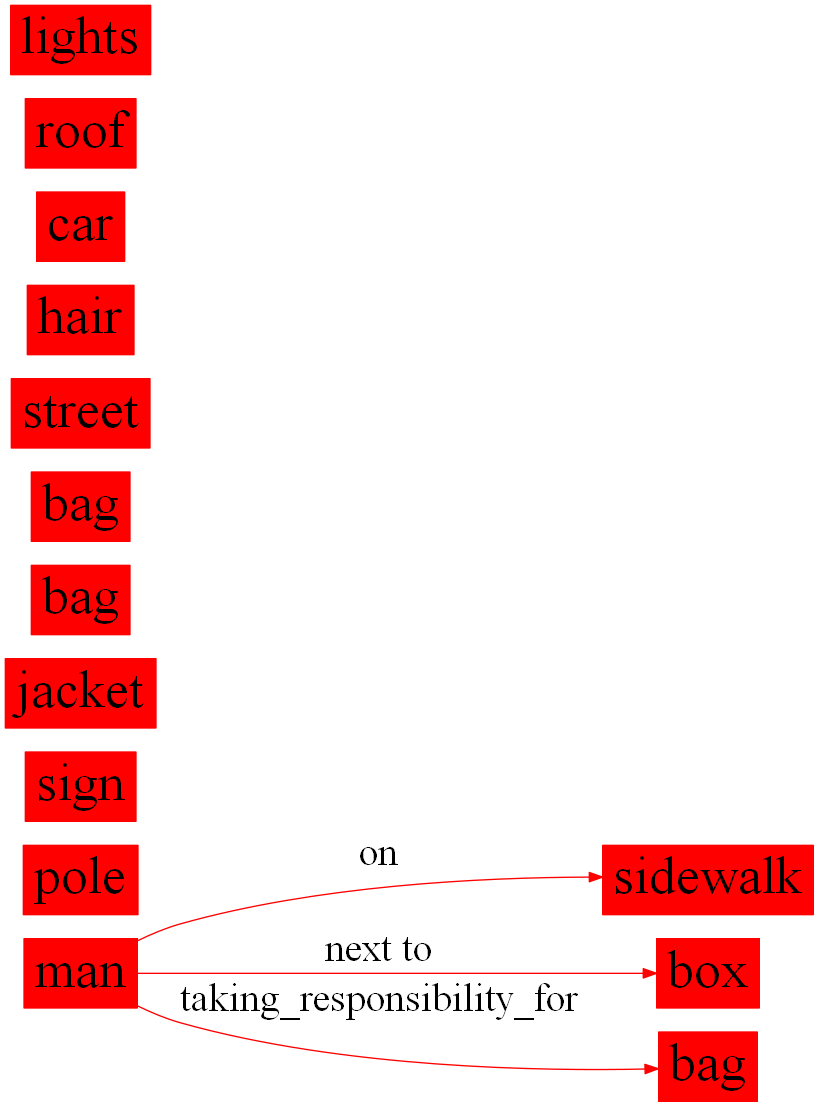 lights
roof
car
hair
street
bag
bag
jacket
sign
pole
on
sidewalk
man
next to
box
taking_responsibility_for
bag